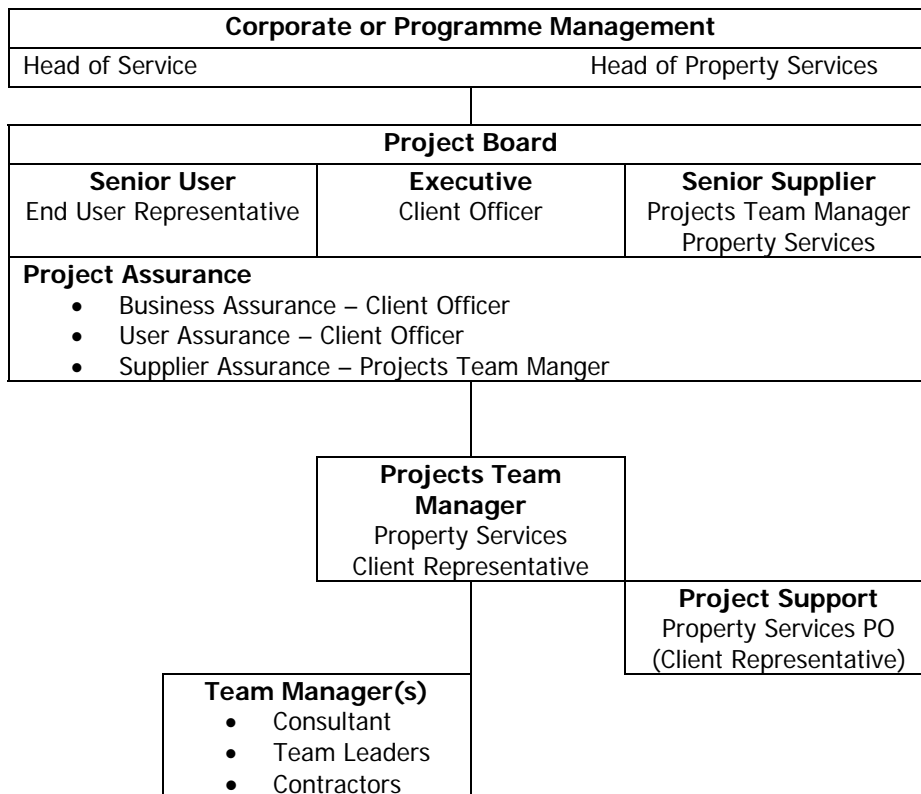 Corporate or Programme Management
Head of Service Head of Property Services
Project Board
Senior User
End User Representative
Executive
Client Officer
Senior Supplier
Projects Team Manager
Property Services
Project Assurance
• Business Assurance – Client Officer
• User Assurance – Client Officer
• Supplier Assurance – Projects Team Manger
Projects Team
Manager
Property Services
Client Representative
Project Support
Property Services PO
(Client Representative)
Team Manager(s)
• Consultant
• Team Leaders
• Contractors